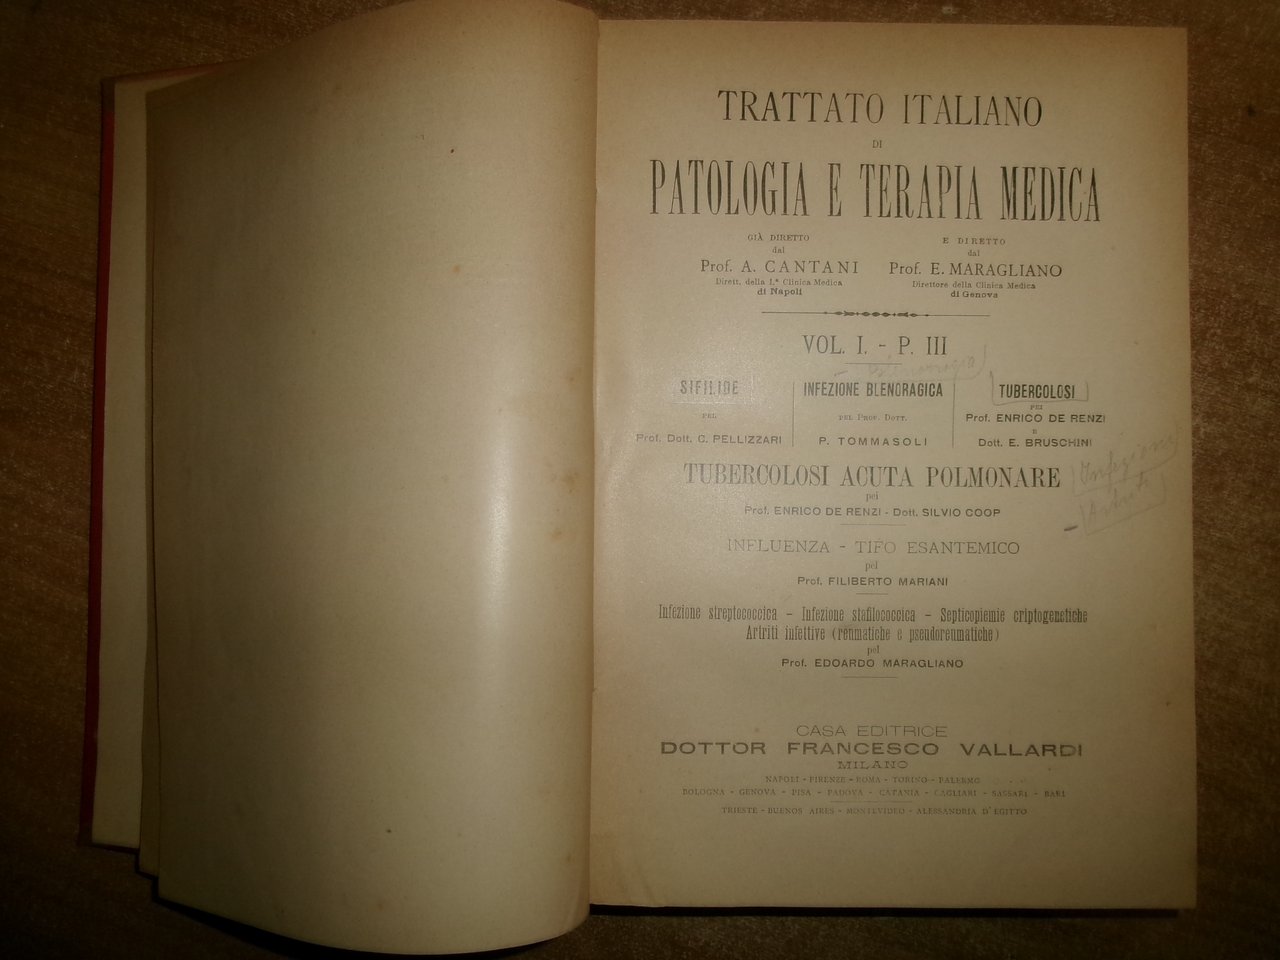 TRATTATO ITALIANO
DI
PATOLOGIA E TERAPIA MEDICA
GIÀ DIRETTO
dal
Prof. A. CANTANI
Dirett. della I.ª Clinica Medica
di Napoli
E DIRETTO
dal
Prof. E. MARAGLIANO
Direttore della Clinica Medica
di Genova
VOL. I. - P. III
Blenorragia
SIFILIDE
PEL
Prof. Dott. C. PELLIZZARI
INFEZIONE BLENORAGICA
PEL PROF. DOTT.
P. TOMMASOLI
TUBERCOLOSI
PEI
Prof. ENRICO DE RENZI
E
Dott. E. BRUSCHINI
Infezioni
Artriti
TUBERCOLOSI ACUTA POLMONARE
pei
Prof. ENRICO DE RENZI - Dott. SILVIO COOP
INFLUENZA - TIFO ESANTEMICO
pel
Prof. FILIBERTO MARIANI
Infezione streptococcica - Infezione stafilococcica - Septicopiemie criptogenetiche
Artriti infettive (reumatiche e pseudoreumatiche)
pel
Prof. EDOARDO MARAGLIANO
CASA EDITRICE
DOTTOR FRANCESCO VALLARDI
MILANO
NAPOLI - FIRENZE - ROMA - TORINO - PALERMO
BOLOGNA - GENOVA - PISA - PADOVA - CATANIA - CAGLIARI - SASSARI - BARI
TRIESTE - BUENOS AIRES - MONTEVIDEO - ALESSANDRIA D'EGITTO